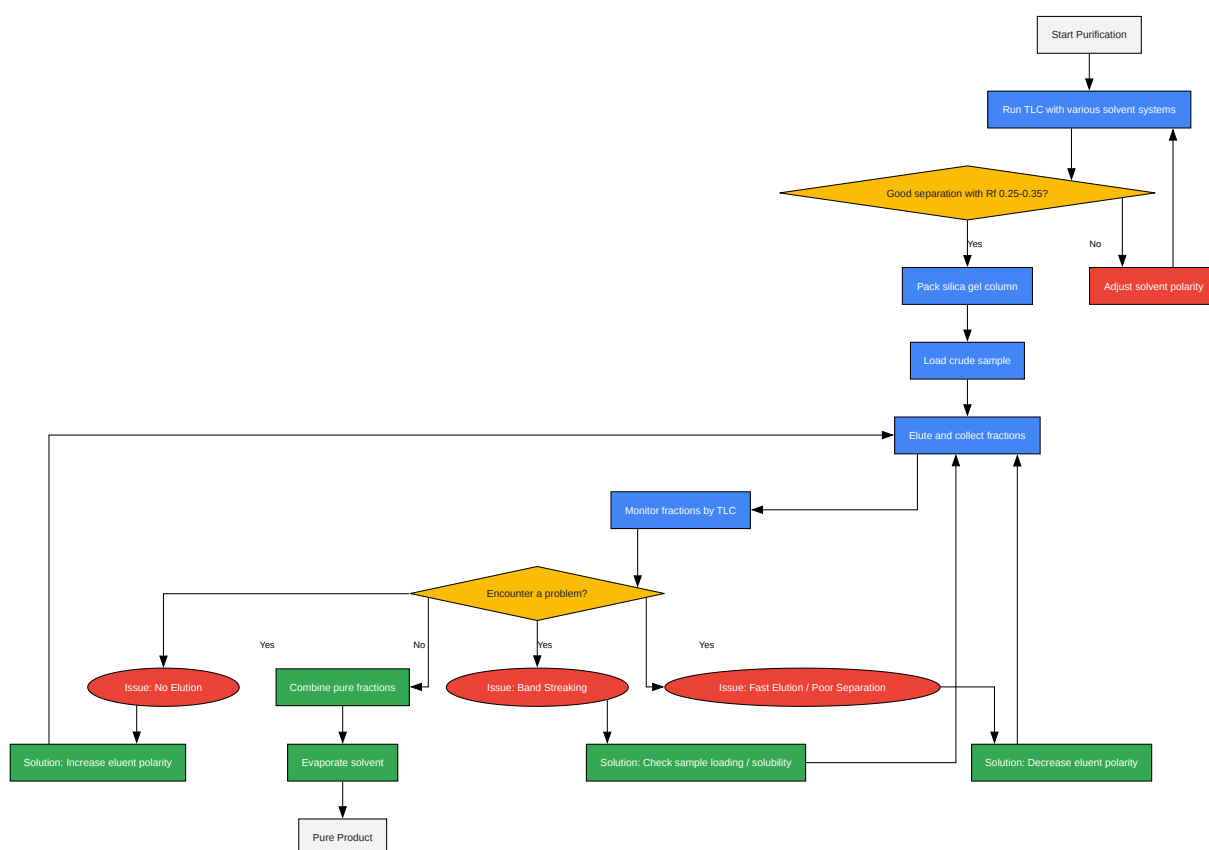 Start Purification
Run TLC with various solvent systems
Good separation with Rf 0.25-0.35?
Yes
No
Pack silica gel column
Adjust solvent polarity
Load crude sample
Elute and collect fractions
Monitor fractions by TLC
Encounter a problem?
Yes
No
Yes
Yes
Issue: No Elution
Combine pure fractions
Issue: Band Streaking
Issue: Fast Elution / Poor Separation
Solution: Increase eluent polarity
Evaporate solvent
Solution: Check sample loading / solubility
Solution: Decrease eluent polarity
Pure Product